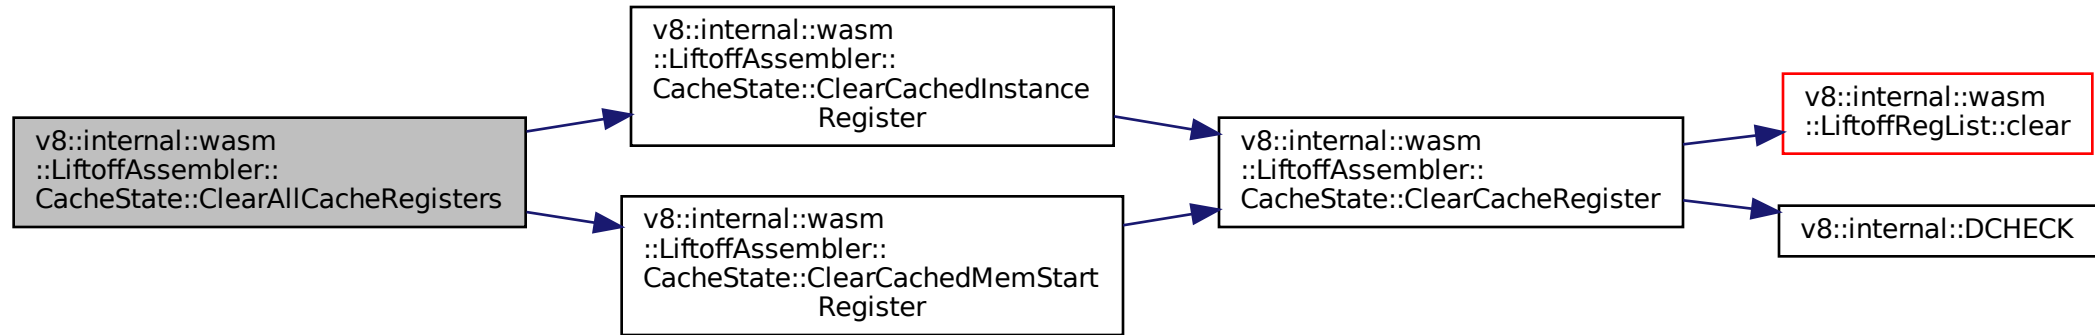 v8::internal::wasm
::LiftoffAssembler::
CacheState::ClearAllCacheRegisters
v8::internal::wasm
::LiftoffAssembler::
CacheState::ClearCachedInstance
Register
v8::internal::wasm
::LiftoffAssembler::
CacheState::ClearCachedMemStart
Register
v8::internal::wasm
::LiftoffAssembler::
CacheState::ClearCacheRegister
v8::internal::wasm
::LiftoffRegList::clear
v8::internal::DCHECK